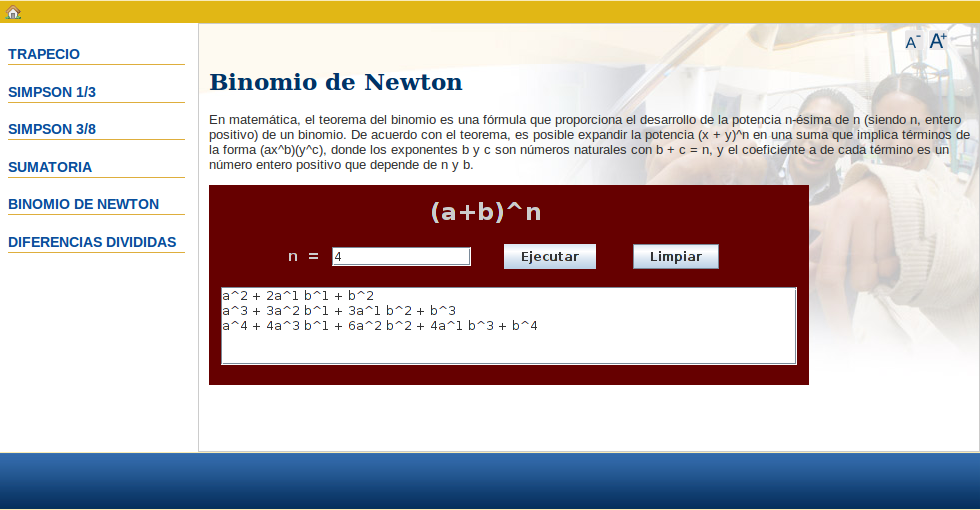 A-
A+
TRAPECIO
SIMPSON 1/3
SIMPSON 3/8
SUMATORIA
BINOMIO DE NEWTON
DIFERENCIAS DIVIDIDAS
Binomio de Newton
En matemática, el teorema del binomio es una fórmula que proporciona el desarrollo de la potencia n-ésima de n (siendo n, entero
positivo) de un binomio. De acuerdo con el teorema, es posible expandir la potencia (x + y)^n en una suma que implica términos de
la forma (ax^b)(y^c), donde los exponentes b y c son números naturales con b + c = n, y el coeficiente a de cada término es un
número entero positivo que depende de n y b.
(a+b)^n
n = 4 Ejecutar Limpiar
a^2 + 2a^1 b^1 + b^2
a^3 + 3a^2 b^1 + 3a^1 b^2 + b^3
a^4 + 4a^3 b^1 + 6a^2 b^2 + 4a^1 b^3 + b^4